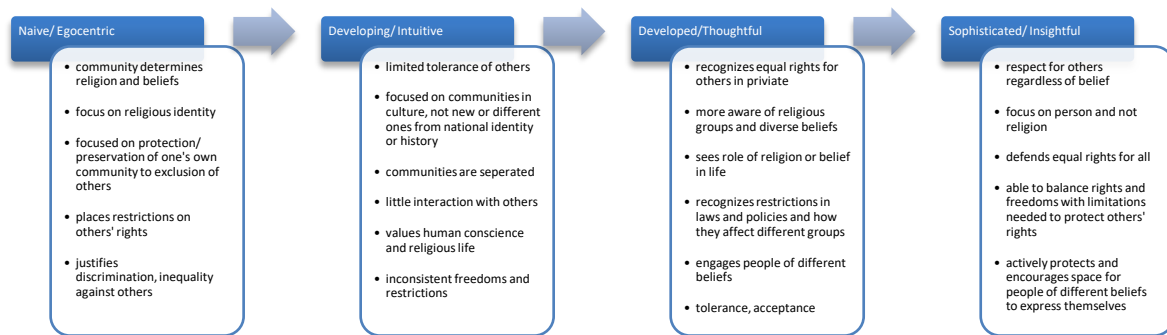 Naive/ Egocentric
• community determines
religion and beliefs
• focus on religious identity
• focused on protection/
preservation of one's own
community to exclusion of
others
• places restrictions on
others' rights
• justifies
discrimination, inequality
against others
Developing/ Intuitive
• limited tolerance of others
• focused on communities in
culture, not new or different
ones from national identity
or history
• communities are seperated
• little interaction with others
• values human conscience
and religious life
• inconsistent freedoms and
restrictions
Developed/Thoughtful
• recognizes equal rights for
others in priviate
• more aware of religious
groups and diverse beliefs
• sees role of religion or belief
in life
• recognizes restrictions in
laws and policies and how
they affect different groups
• engages people of different
beliefs
• tolerance, acceptance
Sophisticated/ Insightful
• respect for others
regardless of belief
• focus on person and not
religion
• defends equal rights for all
• able to balance rights and
freedoms with limitations
needed to protect others'
rights
• actively protects and
encourages space for
people of different beliefs
to express themselves